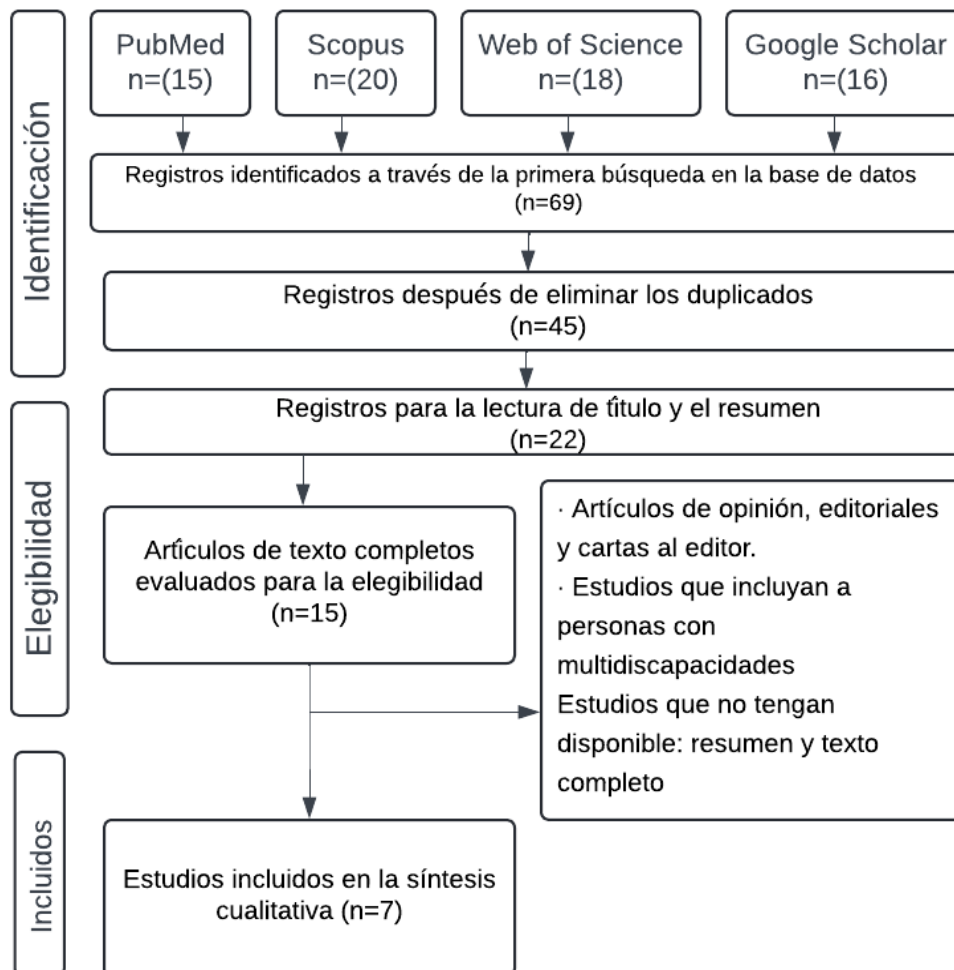 Identificación
PubMed
n=(15)
Scopus
n=(20)
Web of Science
n=(18)
Google Scholar
n=(16)
Registros identificados a través de la primera búsqueda en la base de datos
(n=69)
Registros después de eliminar los duplicados
(n=45)
Elegibilidad
Registros para la lectura de título y el resumen
(n=22)
Artículos de texto completos
evaluados para la elegibilidad
(n=15)
· Artículos de opinión, editoriales
y cartas al editor.
· Estudios que incluyan a
personas con
multidiscapacidades
Estudios que no tengan
disponible: resumen y texto
completo
Incluidos
Estudios incluidos en la síntesis
cualitativa (n=7)